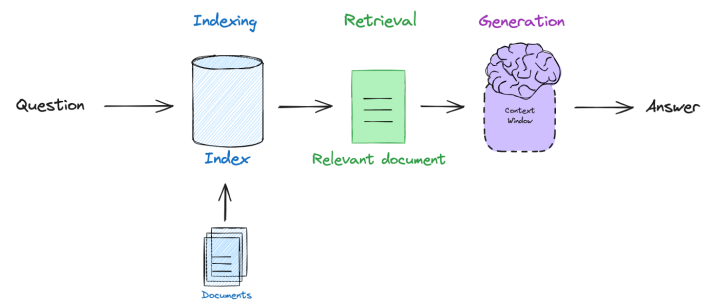 Indexing
Retrieval
Generation
Question
Context
Window
Answer
Index
Relevant document
Documents